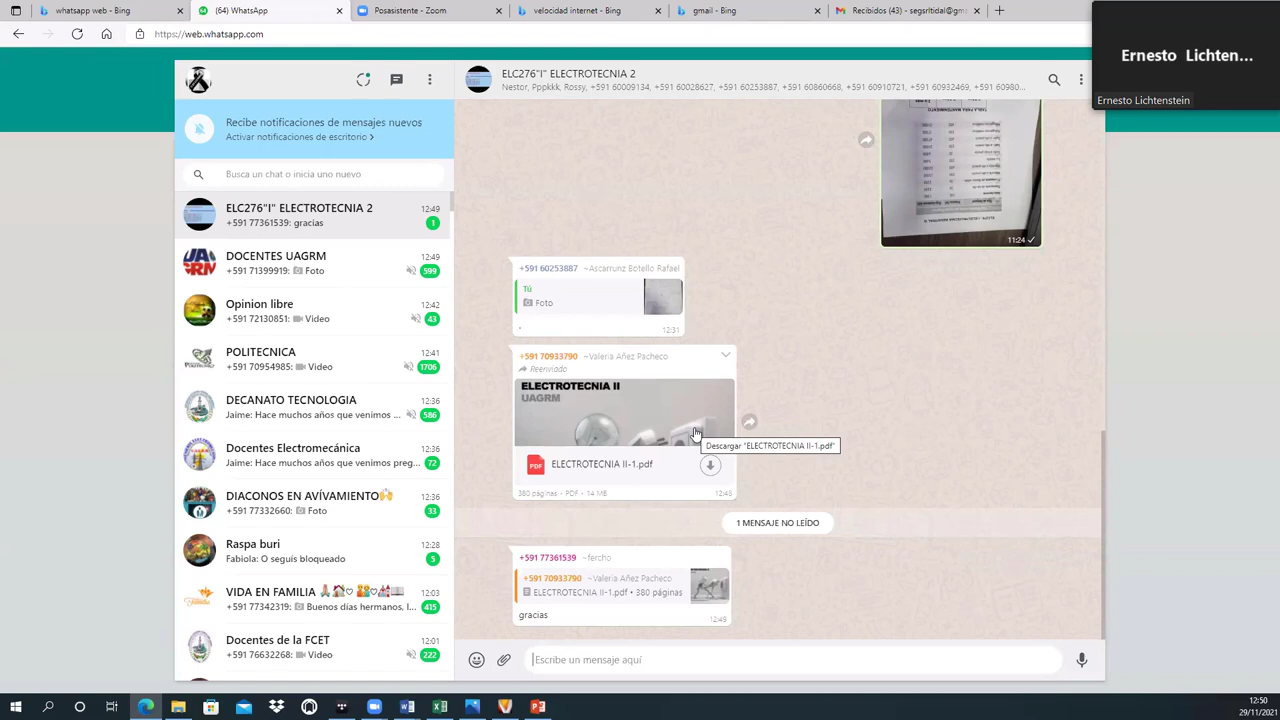 whatsapp web - Bing
(64) WhatsApp
Posasistente - Zoom
velocidad internet - Bing
gmail - Bing
Recibidos (43) - segsrltidal@gm
https://web.whatsapp.com
Ernesto Lichten...
Ernesto Lichtenstein
Recibe notificaciones de mensajes nuevos
Activar notificaciones de escritorio >
Busca un chat o inicia uno nuevo
ELC276"I" ELECTROTECNIA 2
12:49
+591 77361539: gracias
1
DOCENTES UAGRM
12:49
+591 71399919: Foto
599
Opinion libre
12:42
+591 72130851: Video
43
POLITECNICA
12:41
+591 70954985: Video
1706
DECANATO TECNOLOGIA
12:36
Jaime: Hace muchos años que venimos ...
586
Docentes Electromecánica
12:36
Jaime: Hace muchos años que venimos preg...
72
DIACONOS EN AVÍVAMIENTO🙌
12:36
+591 77332660: Foto
33
Raspa buri
12:28
Fabiola: O seguís bloqueado
5
VIDA EN FAMILIA
12:03
+591 77342319: Buenos días hermanos, l...
415
Docentes de la FCET
12:01
+591 76632268: Video
222
ELC276"I" ELECTROTECNIA 2
Nestor, Pppkkk, Rossy, +591 60009134, +591 60028627, +591 60253887, +591 60860668, +591 60910721, +591 60932469, +591 60980...
11:24
+591 60253887 ~Ascarrunz Botello Rafael
Tú
Foto
.
12:31
+591 70933790 ~Valeria Añez Pacheco
Reenviado
ELECTROTECNIA II
UAGRM
Descargar "ELECTROTECNIA II-1.pdf"
PDF
ELECTROTECNIA II-1.pdf
380 páginas • PDF • 14 MB
12:45
1 MENSAJE NO LEÍDO
+591 77361539 ~fercho
+591 70933790 ~Valeria Añez Pacheco
ELECTROTECNIA II-1.pdf • 380 páginas
gracias
12:49
Escribe un mensaje aquí
12:50
29/11/2021